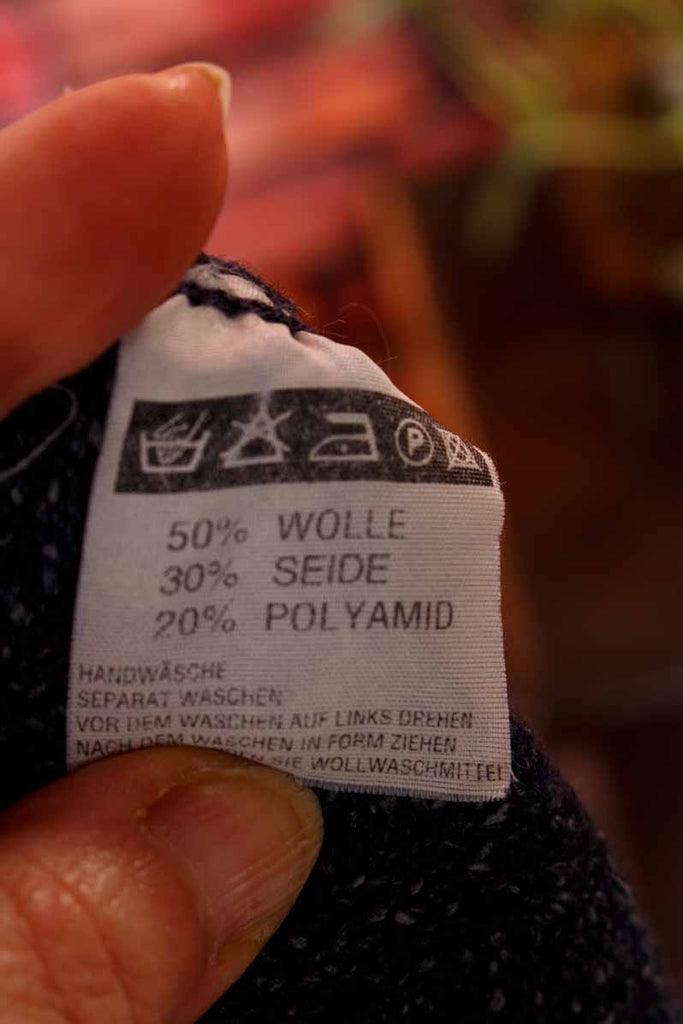 P
50% WOLLE
30% SEIDE
20% POLYAMID
HANDWÄSCHE
SEPARAT WASCHEN
VOR DEM WASCHEN AUF LINKS DREHEN
NACH DEM WASCHEN IN FORM ZIEHEN
SIE WOLLWASCHMITTEL